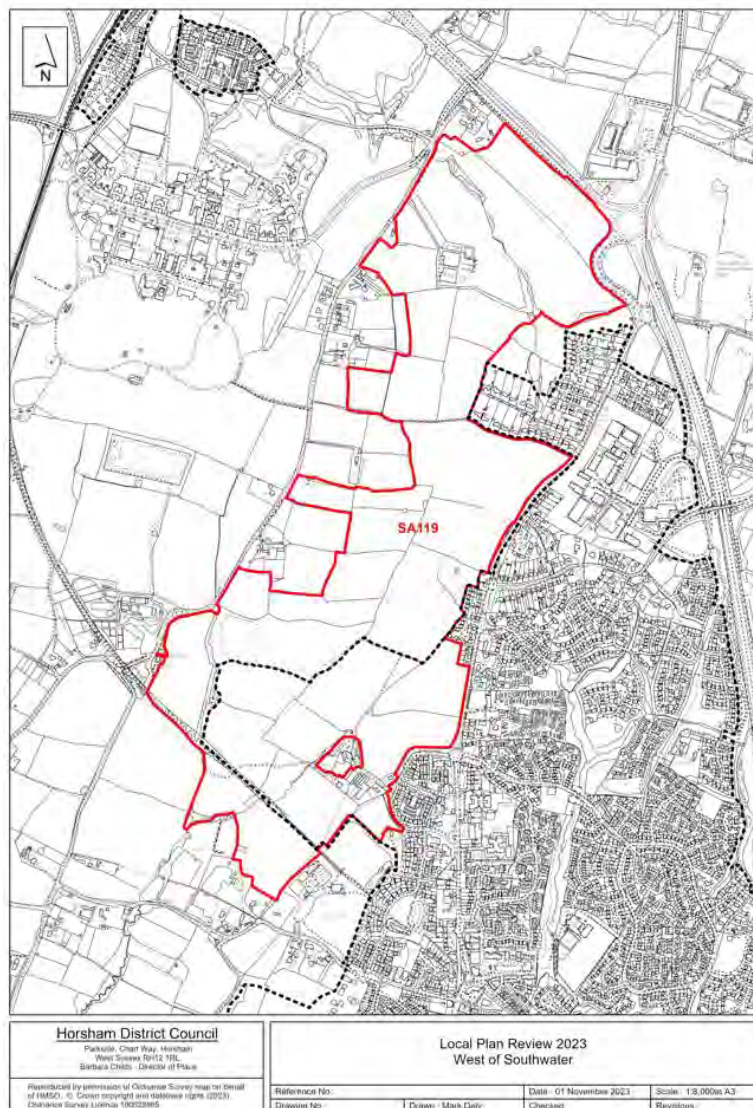 N
SA119
Horsham District Council
Parkside, Chart Way, Horsham
West Sussex RH12 1RL
Barbara Childs : Director of Place
Reproduced by permission of Ordnance Survey map on behalf
of HMSO. © Crown copyright and database rights (2023).
Ordnance Survey Licence
Local Plan Review 2023
West of Southwater
Reference No :
Date : 01 November 2023
Scale : 1:8,000 at A3
Drawing No :
Drawn : Mark Daly
Checked :
Revisions :